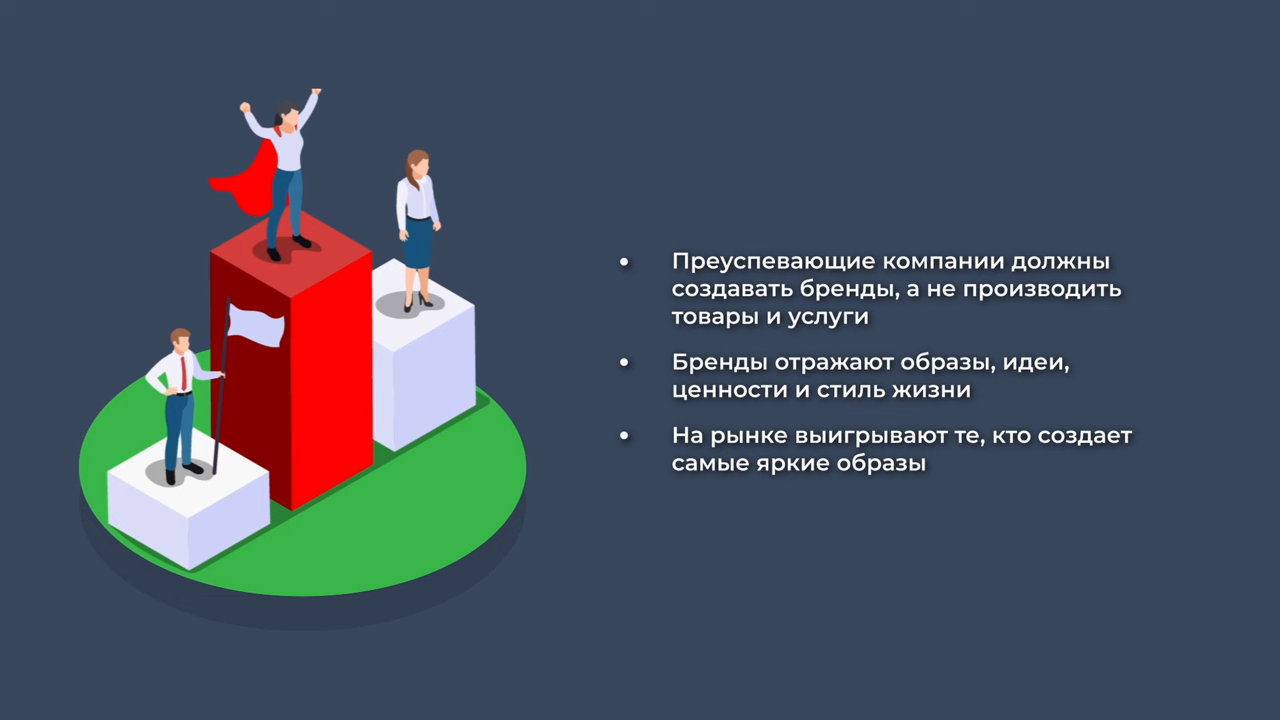 • Преуспевающие компании должны
создавать бренды, а не производить
товары и услуги
• Бренды отражают образы, идеи,
ценности и стиль жизни
• На рынке выигрывают те, кто создает
самые яркие образы